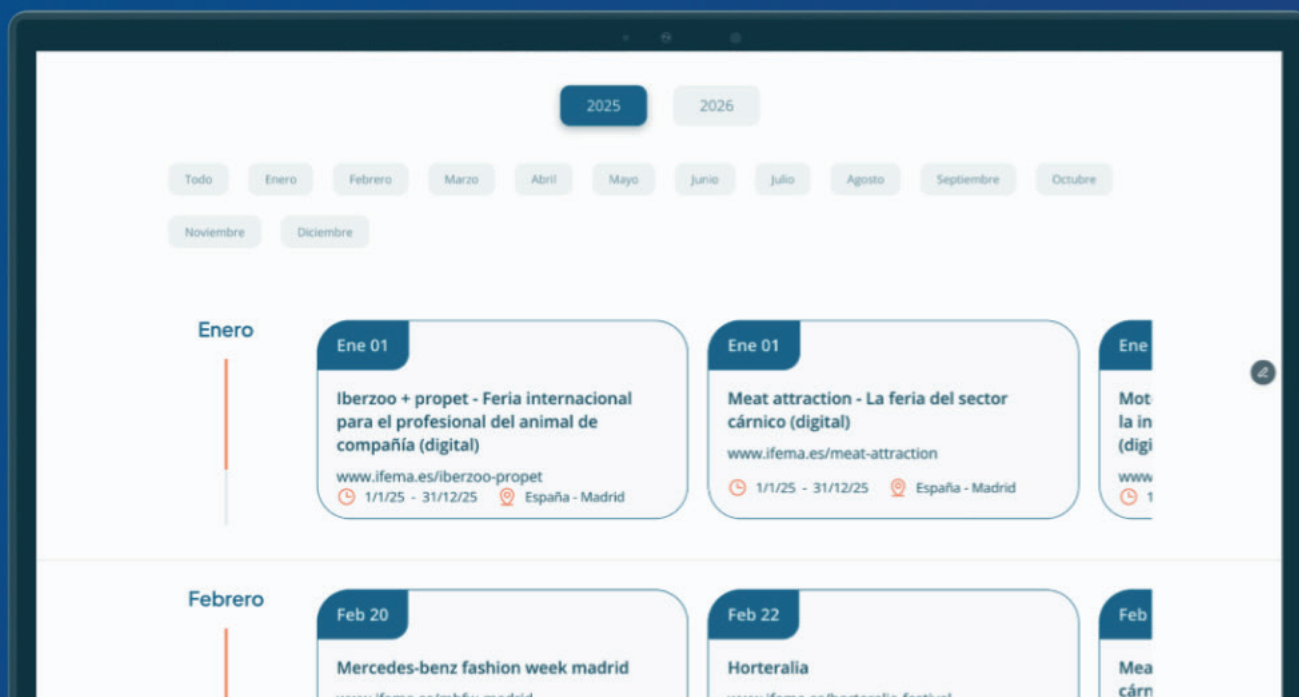 2025 2026
Todo Enero Febrero Marzo Abril Mayo Junio Julio Agosto Septiembre Octubre
Noviembre Diciembre
Enero
Ene 01
Iberzoo + propet - Feria internacional
para el profesional del animal de
compañía (digital)
www.ifema.es/iberzoo-propet
1/1/25 - 31/12/25 España - Madrid
Ene 01
Meat attraction - La feria del sector
cárnico (digital)
www.ifema.es/meat-attraction
1/1/25 - 31/12/25 España - Madrid
Ene
la in
Febrero
Feb 20
Mercedes-benz fashion week madrid
Feb 22
Horteralia
Feb